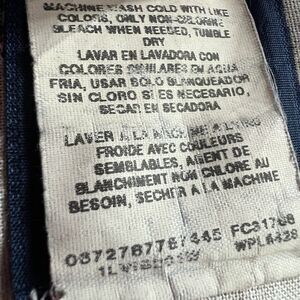 MACHINE WASH COLD WITH LIKE
COLORS, ONLY NON-CHLORINE
BLEACH WHEN NEEDED, TUMBLE
DRY
LAVAR EN LAVADORA CON
COLORES SIMILARES EN AGUA
FRIA, USAR SOLO BLANQUEADOR
SIN CLORO SI ES NECESARIO,
SECAR EN SECADORA
LAVER A LA MACHINE A L'EAU
FROIDE AVEC COULEURS
SEMBLABLES, AGENT DE
BLANCHIMENT NON CHLORE AU
BESOIN, SECHER A LA MACHINE